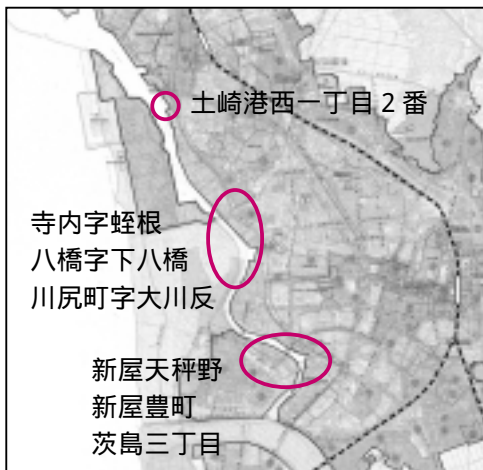 土崎港西一丁目２番
寺内字蛭根
八橋字下八橋
川尻町字大川反
新屋天秤野
新屋豊町
茨島三丁目